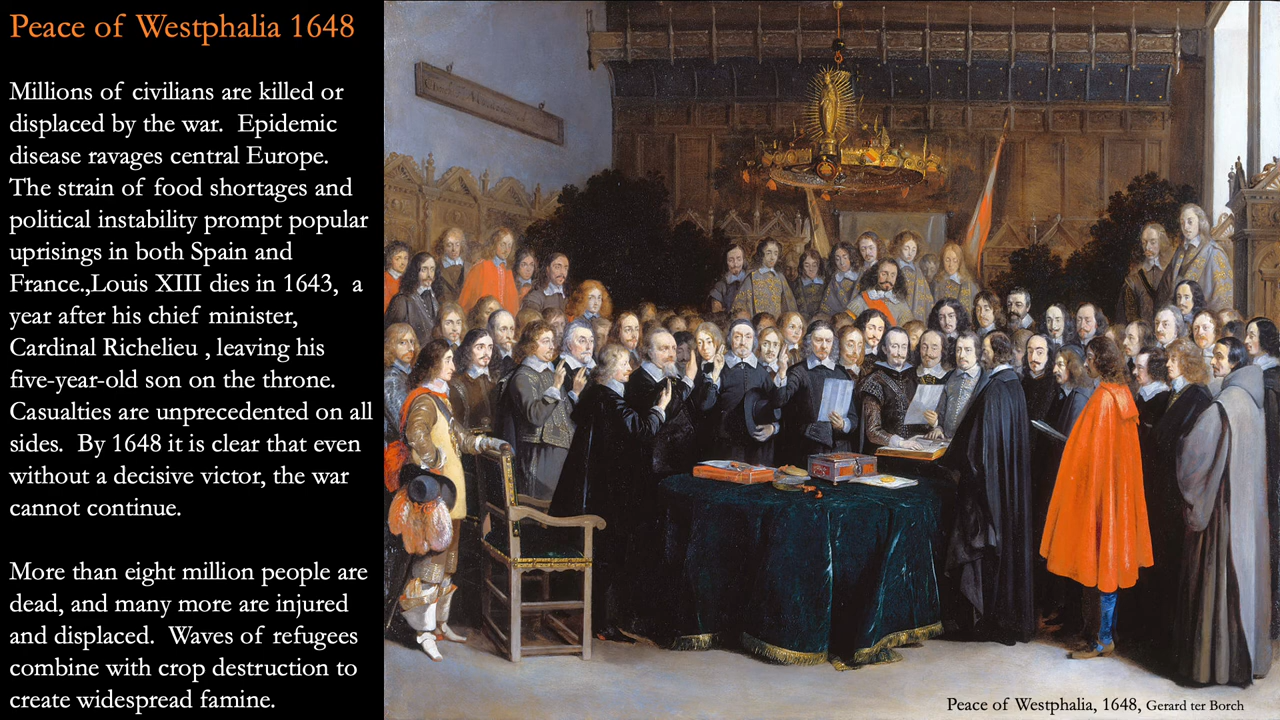 Peace of Westphalia 1648
Millions of civilians are killed or
displaced by the war.  Epidemic
disease ravages central Europe.
The strain of food shortages and
political instability prompt popular
uprisings in both Spain and
France.,Louis XIII dies in 1643,  a
year after his chief minister,
Cardinal Richelieu , leaving his
five-year-old son on the throne.
Casualties are unprecedented on all
sides.  By 1648 it is clear that even
without a decisive victor, the war
cannot continue.
More than eight million people are
dead, and many more are injured
and displaced.  Waves of refugees
combine with crop destruction to
create widespread famine.
Peace of Westphalia, 1648, Gerard ter Borch